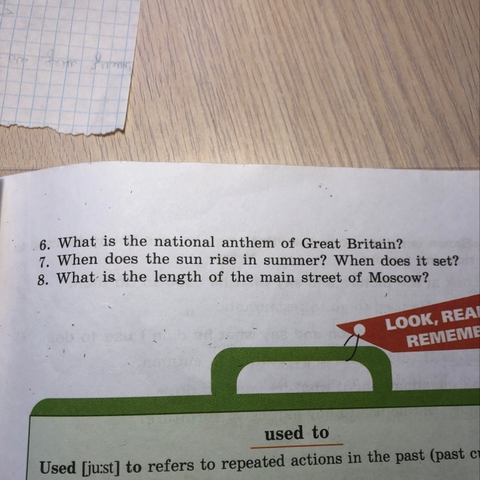 6. What is the national anthem of Great Britain?
7. When does the sun rise in summer? When does it set?
8. What is the length of the main street of Moscow?
LOOK, REA
REMEME
used to
Used [ju:st] to refers to repeated actions in the past (past cu